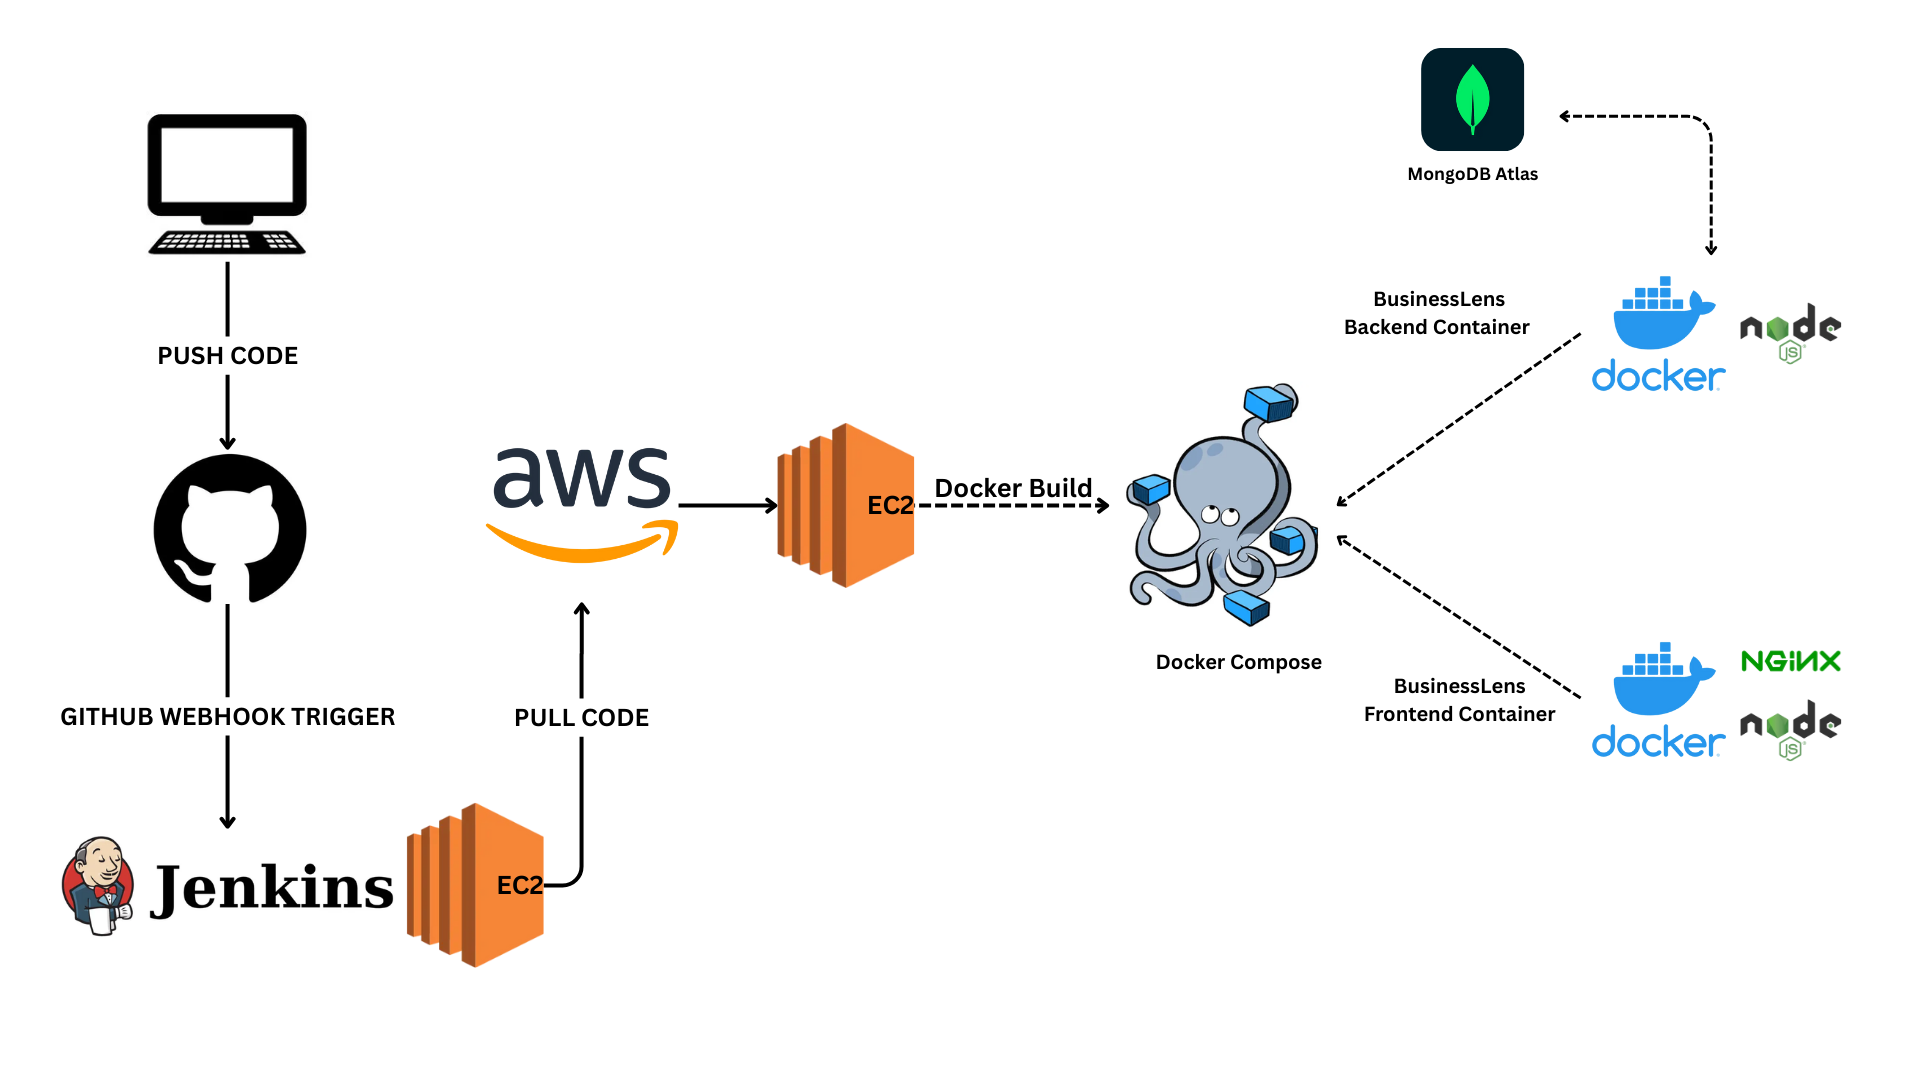 PUSH CODE
GITHUB WEBHOOK TRIGGER
Jenkins
EC2
PULL CODE
aws
EC2
Docker Build
Docker Compose
MongoDB Atlas
BusinessLens
Backend Container
docker
node
JS
BusinessLens
Frontend Container
docker
NGINX
node
JS